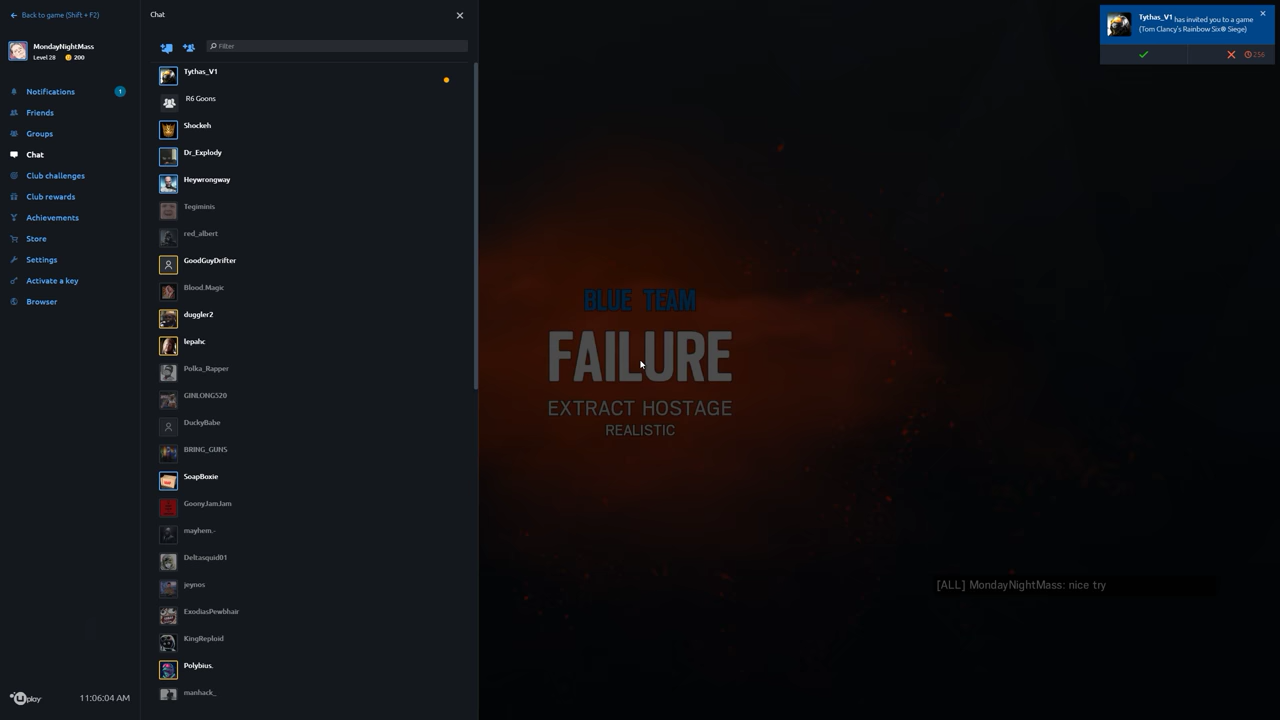 Back to game (Shift + F2)
MondayNightMass
Level 28 200
Notifications 1
Friends
Groups
Chat
Club challenges
Club rewards
Achievements
Store
Settings
Activate a key
Browser
uplay 11:06:04 AM
Chat
Filter
Tythas_V1
R6 Goons
Shockeh
Dr_Explody
Heywrongway
Tegiminis
red_albert
GoodGuyDrifter
Blood.Magic
duggler2
lepahc
Polka_Rapper
GINLONG520
DuckyBabe
BRING_GUNS
SoapBoxie
GoonyJamJam
mayhem.-
Deltasquid01
jeynos
ExodiasPewbhair
KingReploid
Polybius.
manhack_
BLUE TEAM
FAILURE
EXTRACT HOSTAGE
REALISTIC
[ALL] MondayNightMass: nice try
Tythas_V1 has invited you to a game
(Tom Clancy's Rainbow Six® Siege)
256